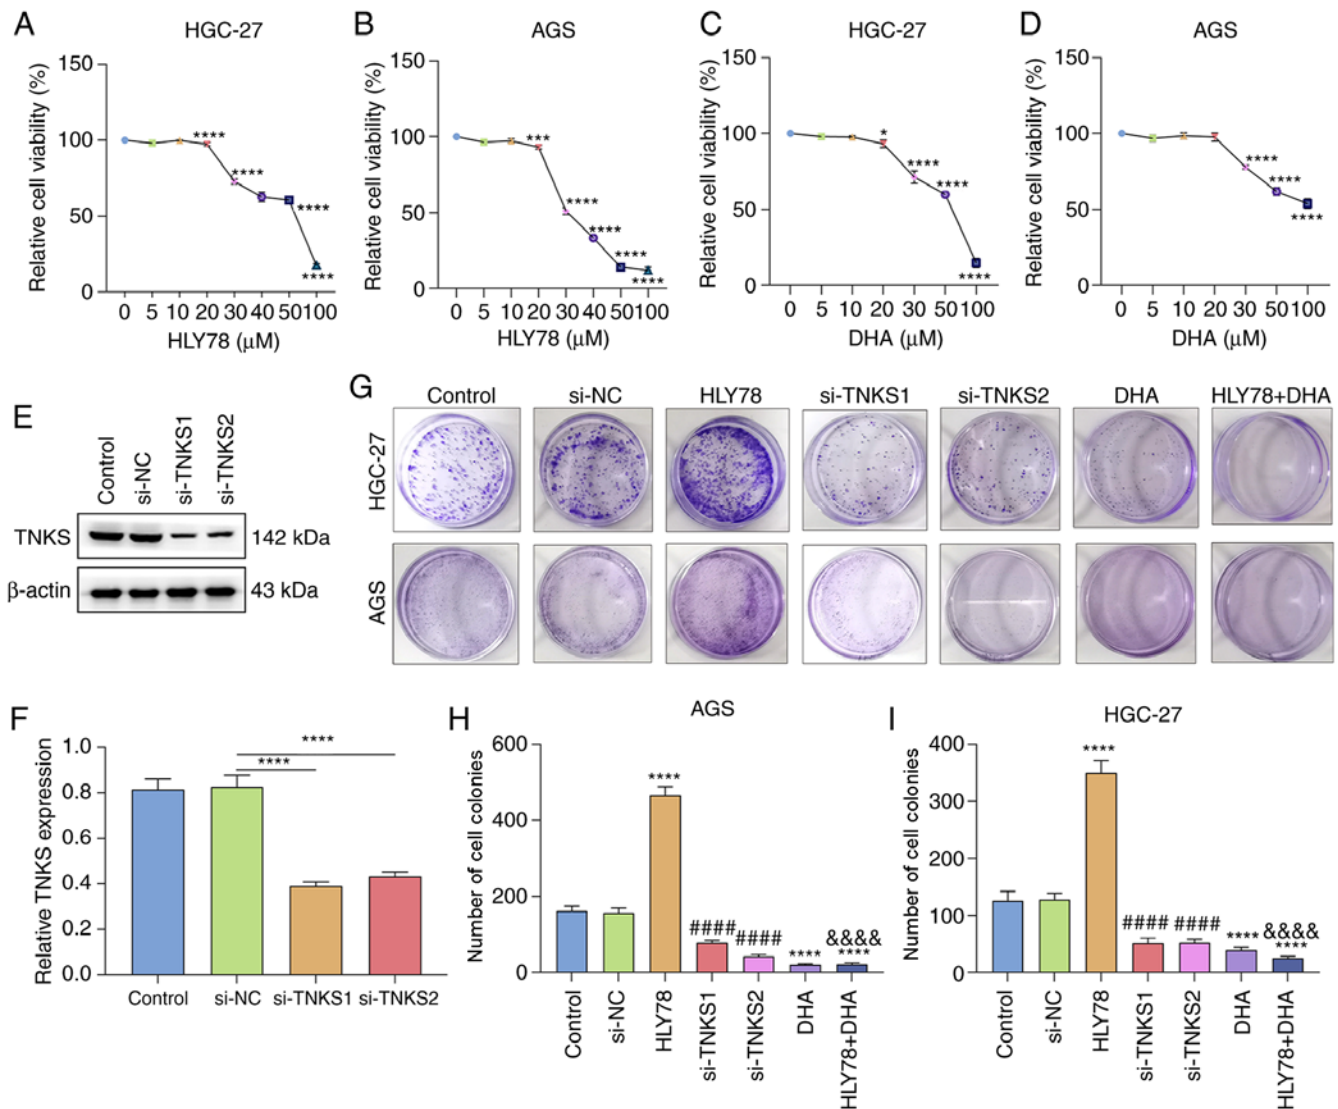 A
HGC-27
Relative cell viability (%)
150
100
50
0
****
****
****
****
0 5 10 20 30 40 50 100
HLY78 (μM)
B
AGS
Relative cell viability (%)
150
100
50
0
***
****
****
****
****
0 5 10 20 30 40 50 100
HLY78 (μM)
C
HGC-27
Relative cell viability (%)
150
100
50
0
*
****
****
****
0 5 10 20 30 50 100
DHA (μM)
D
AGS
Relative cell viability (%)
150
100
50
0
****
****
****
0 5 10 20 30 50 100
DHA (μM)
E
Control
si-NC
si-TNKS1
si-TNKS2
TNKS
142 kDa
β-actin
43 kDa
G
Control si-NC HLY78 si-TNKS1 si-TNKS2 DHA HLY78+DHA
HGC-27
AGS
F
Relative TNKS expression
1.0
0.8
0.6
0.4
0.2
0.0
****
****
Control si-NC si-TNKS1 si-TNKS2
H
AGS
Number of cell colonies
600
400
200
0
****
####
####
****
&&&&
****
Control
si-NC
HLY78
si-TNKS1
si-TNKS2
DHA
HLY78+DHA
I
HGC-27
Number of cell colonies
400
300
200
100
0
****
####
####
****
&&&&
****
Control
si-NC
HLY78
si-TNKS1
si-TNKS2
DHA
HLY78+DHA